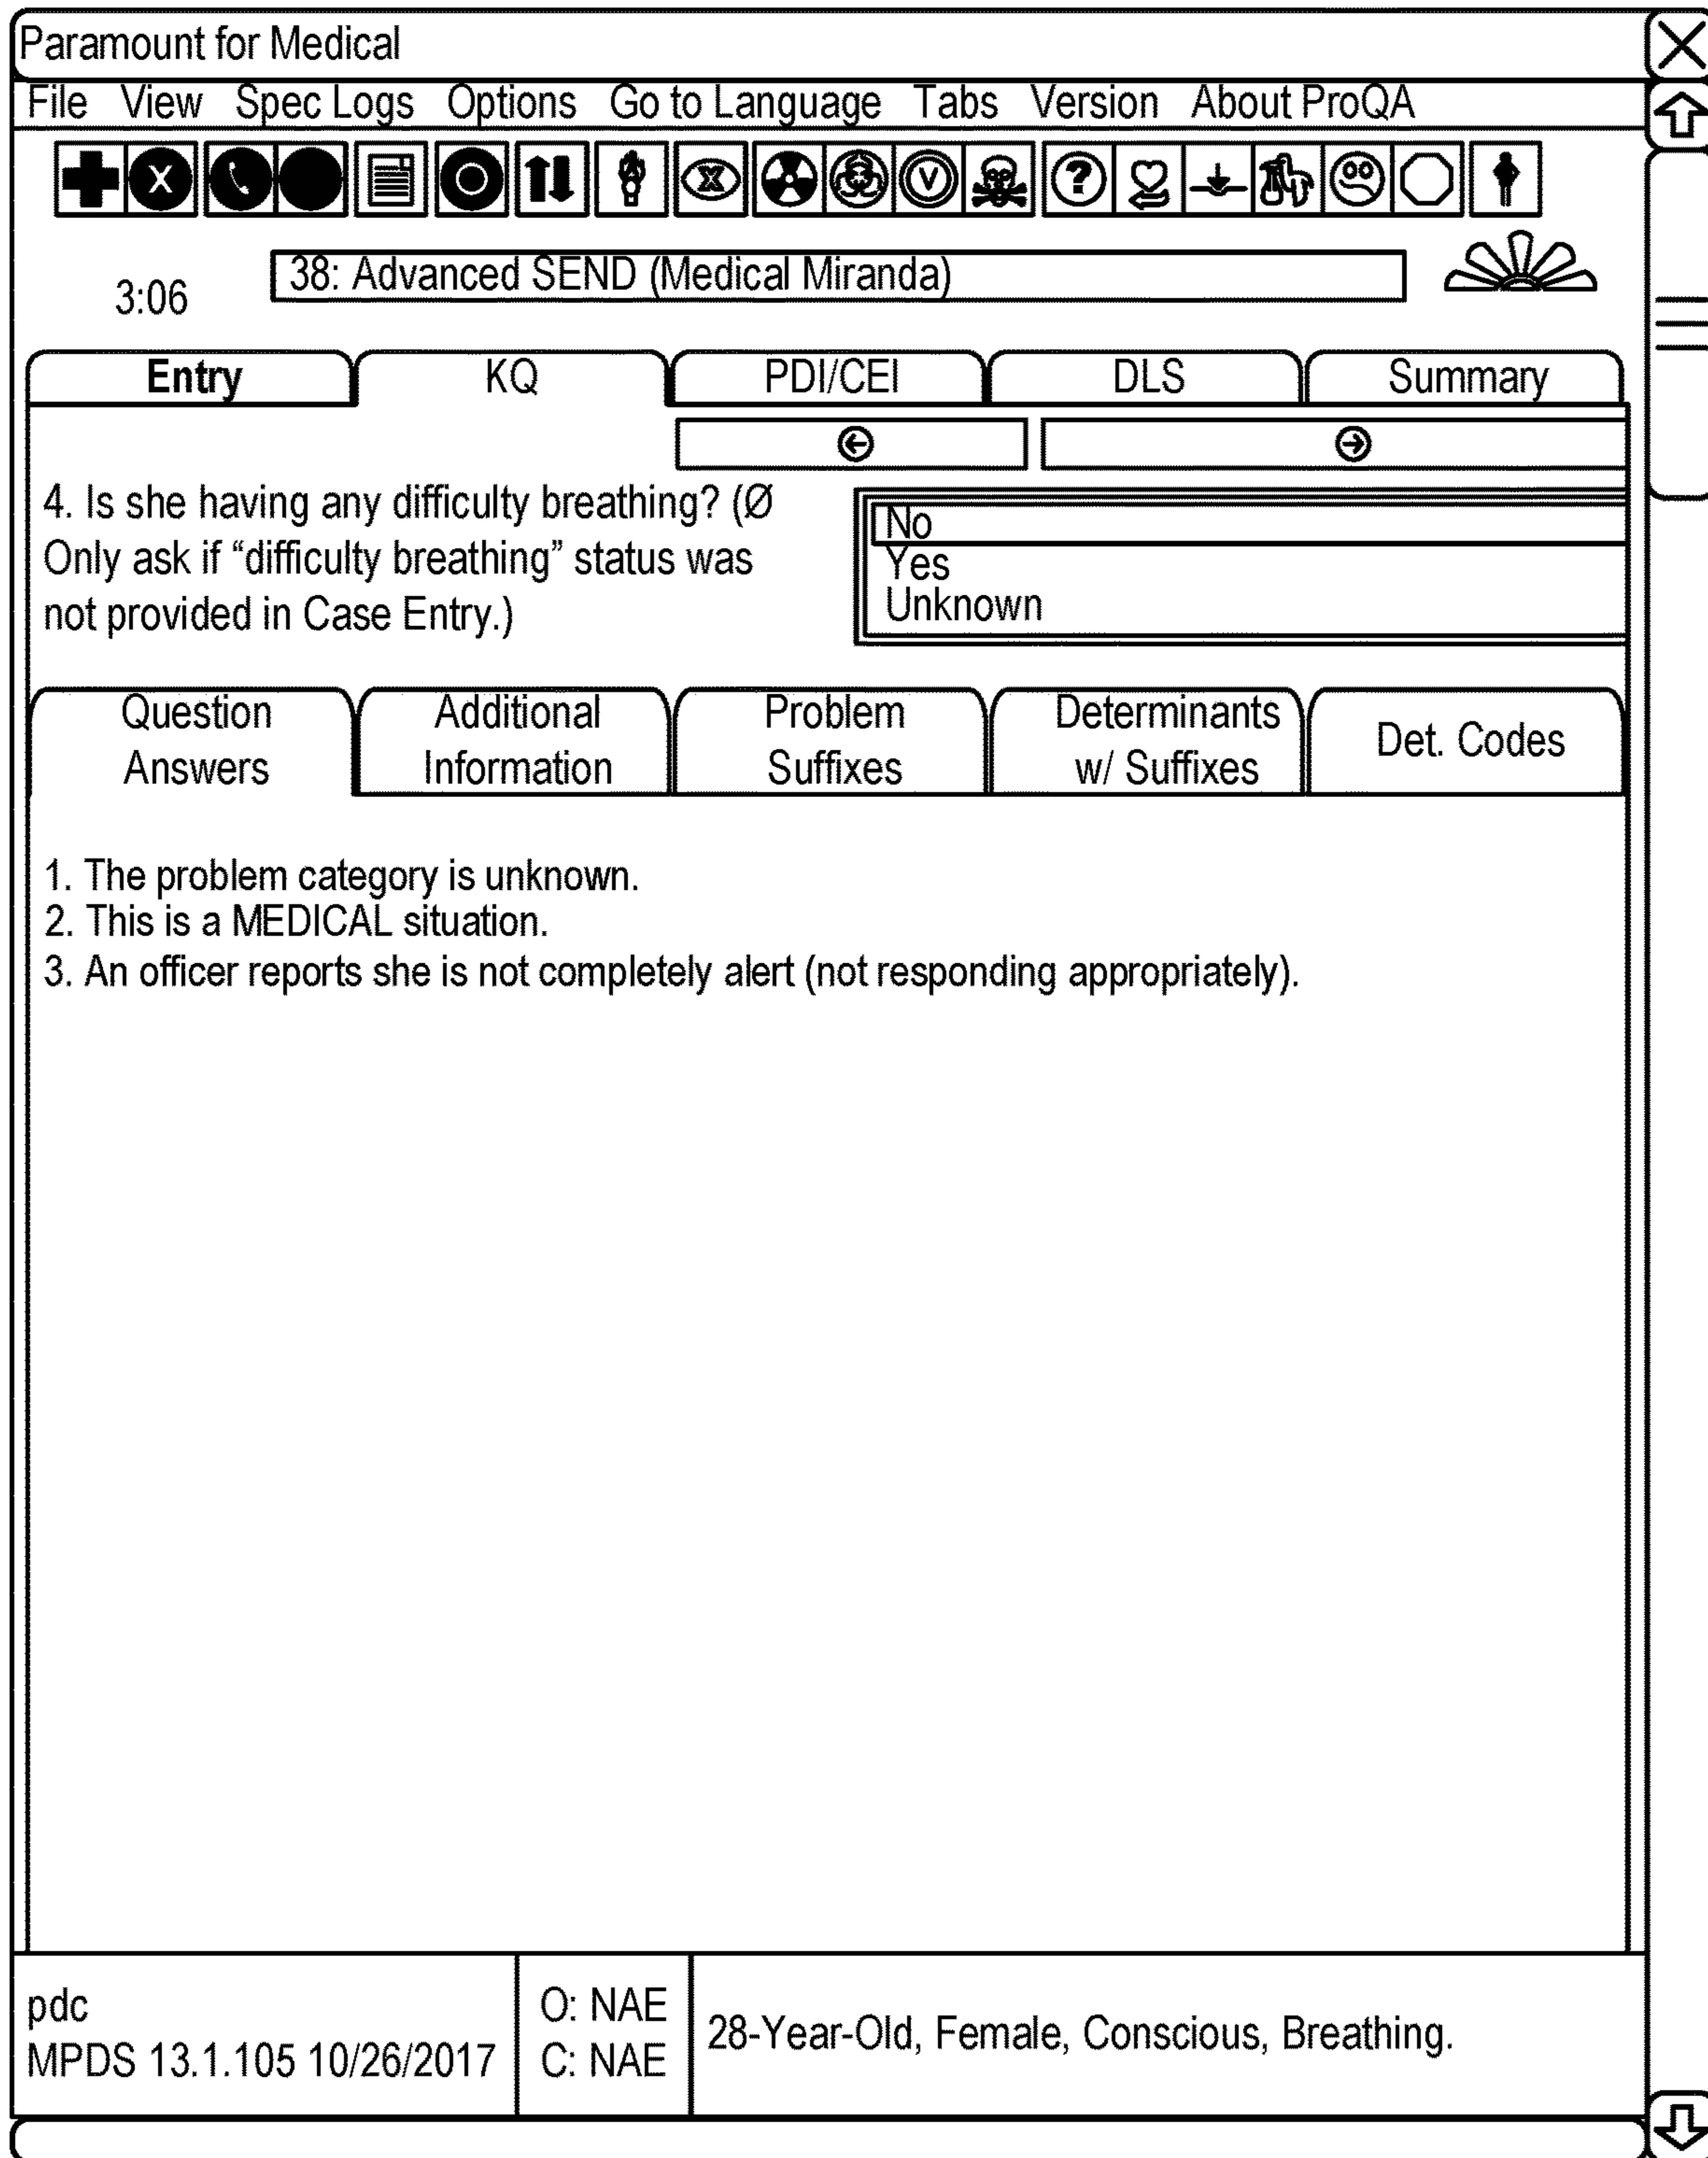 Paramount for Medical
File View Spec Logs Options Go to Language Tabs Version About ProQA
X V ?
38: Advanced SEND (Medical Miranda)
3:06
Entry KQ PDI/CEI DLS Summary
4. Is she having any difficulty breathing? (Ø
Only ask if “difficulty breathing” status was
not provided in Case Entry.)
No
Yes
Unknown
Question Answers
Additional Information
Problem Suffixes
Determinants w/ Suffixes
Det. Codes
1. The problem category is unknown.
2. This is a MEDICAL situation.
3. An officer reports she is not completely alert (not responding appropriately).
pdc
MPDS 13.1.105 10/26/2017
O: NAE
C: NAE
28-Year-Old, Female, Conscious, Breathing.